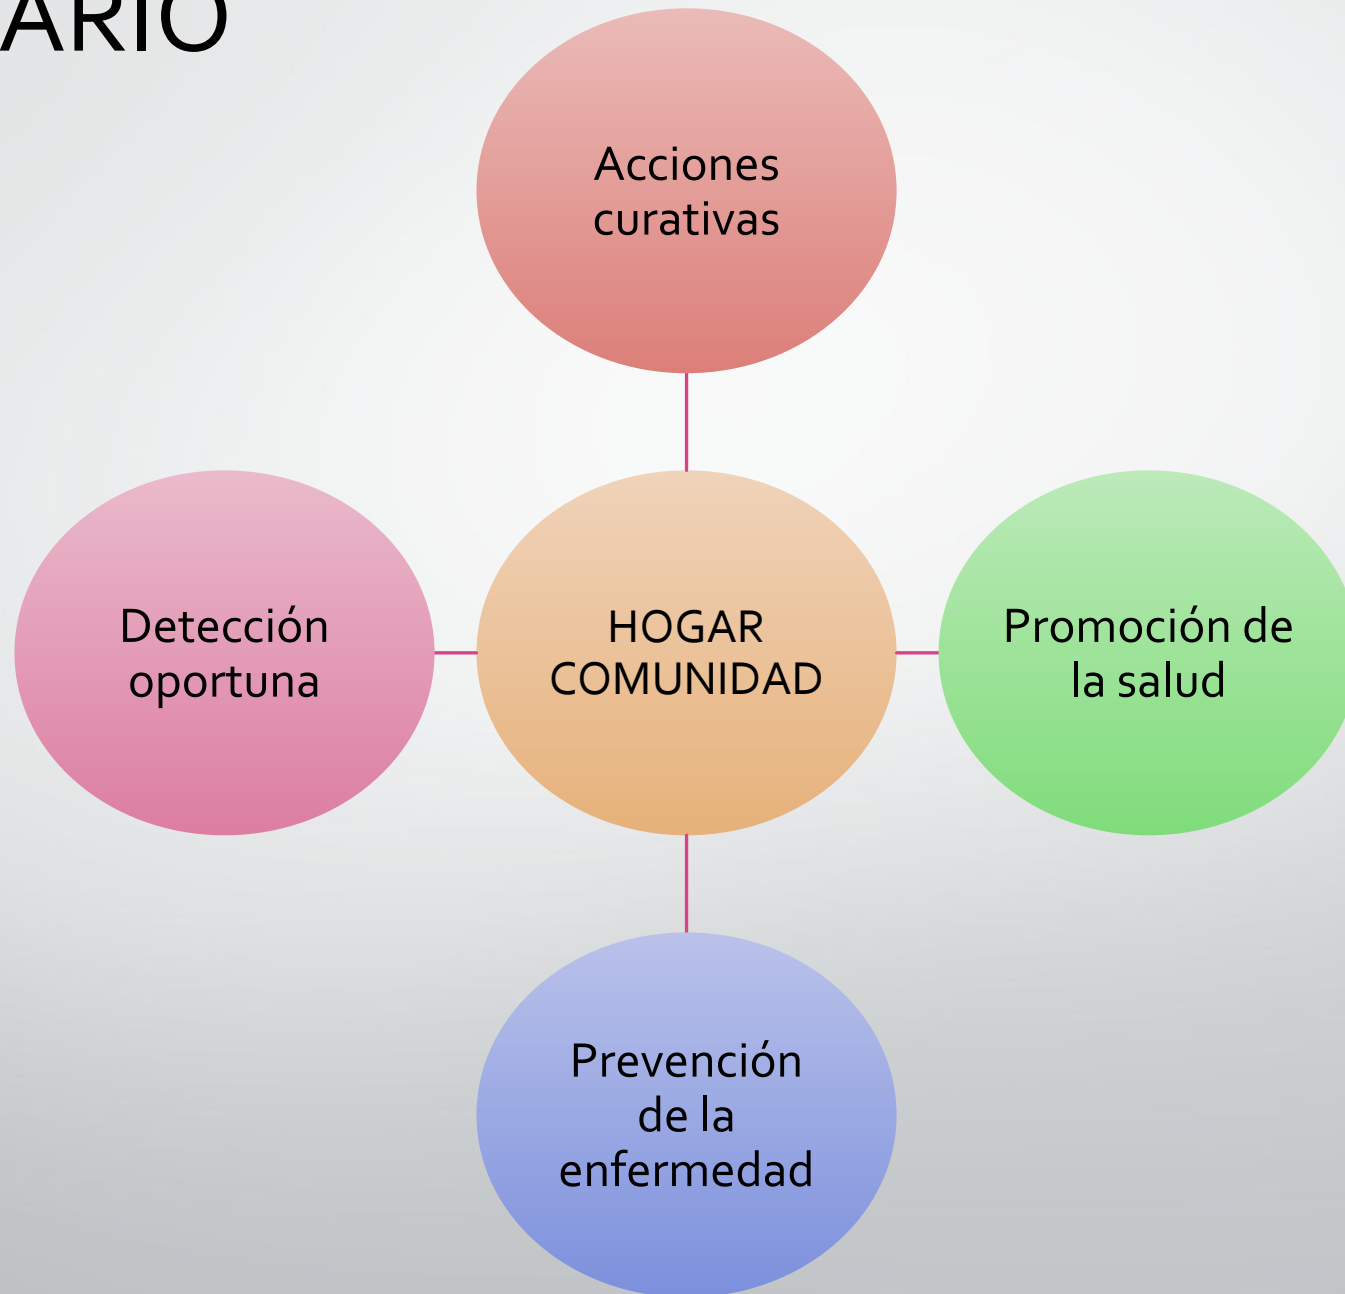 ARIO
Acciones
curativas
Detección
oportuna
HOGAR
COMUNIDAD
Promoción de
la salud
Prevención
de la
enfermedad